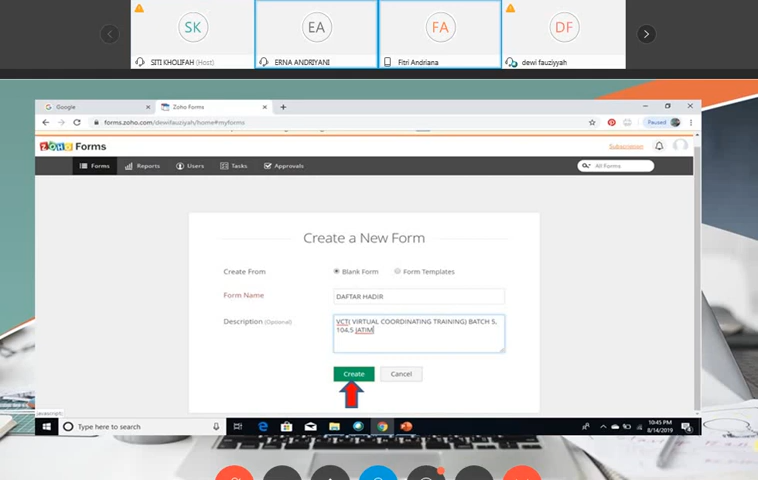 SK
EA
FA
DF
SITI KHOLIFAH (Host)
ERNA ANDRIYANI
Fitri Andriana
dewi fauziyyah
Google
Zoho Forms
forms.zoho.com/dewifauziyah/home#myforms
Paused
ZOHO Forms
Subscription
Forms
Reports
Users
Tasks
Approvals
All Forms
Create a New Form
Create From
Blank Form
Form Templates
Form Name
DAFTAR HADIR
Description (Optional)
VCT( VIRTUAL COORDINATING TRAINING) BATCH 5,
104.5 JATIM
Create
Cancel
javascript:
Type here to search
10:45 PM
8/14/2019